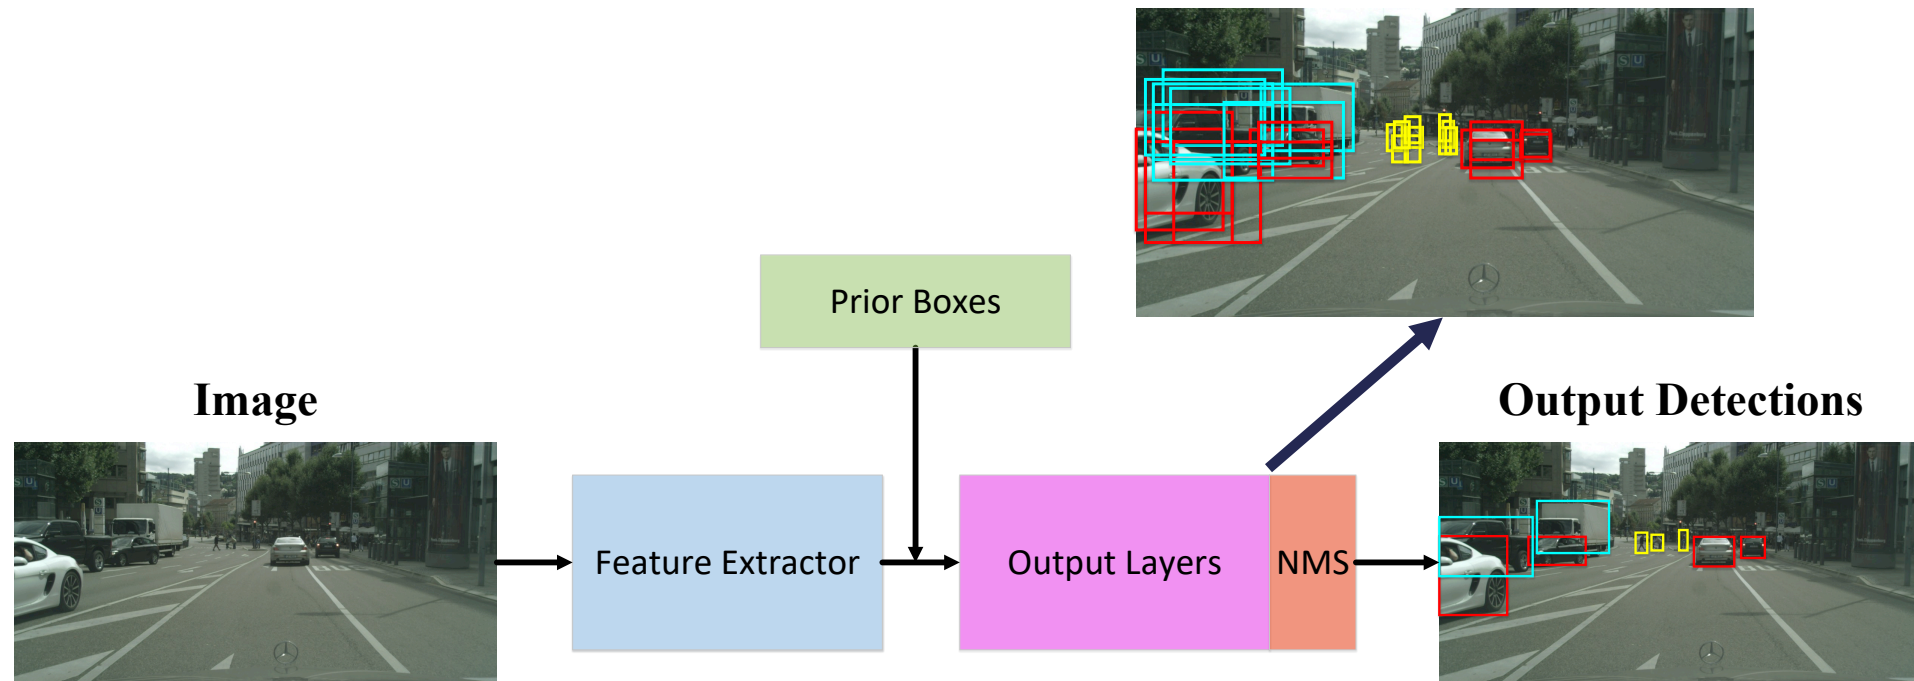 Prior Boxes
Image
Output Detections
Feature Extractor
Output Layers
NMS
S U
S U
S U
S U